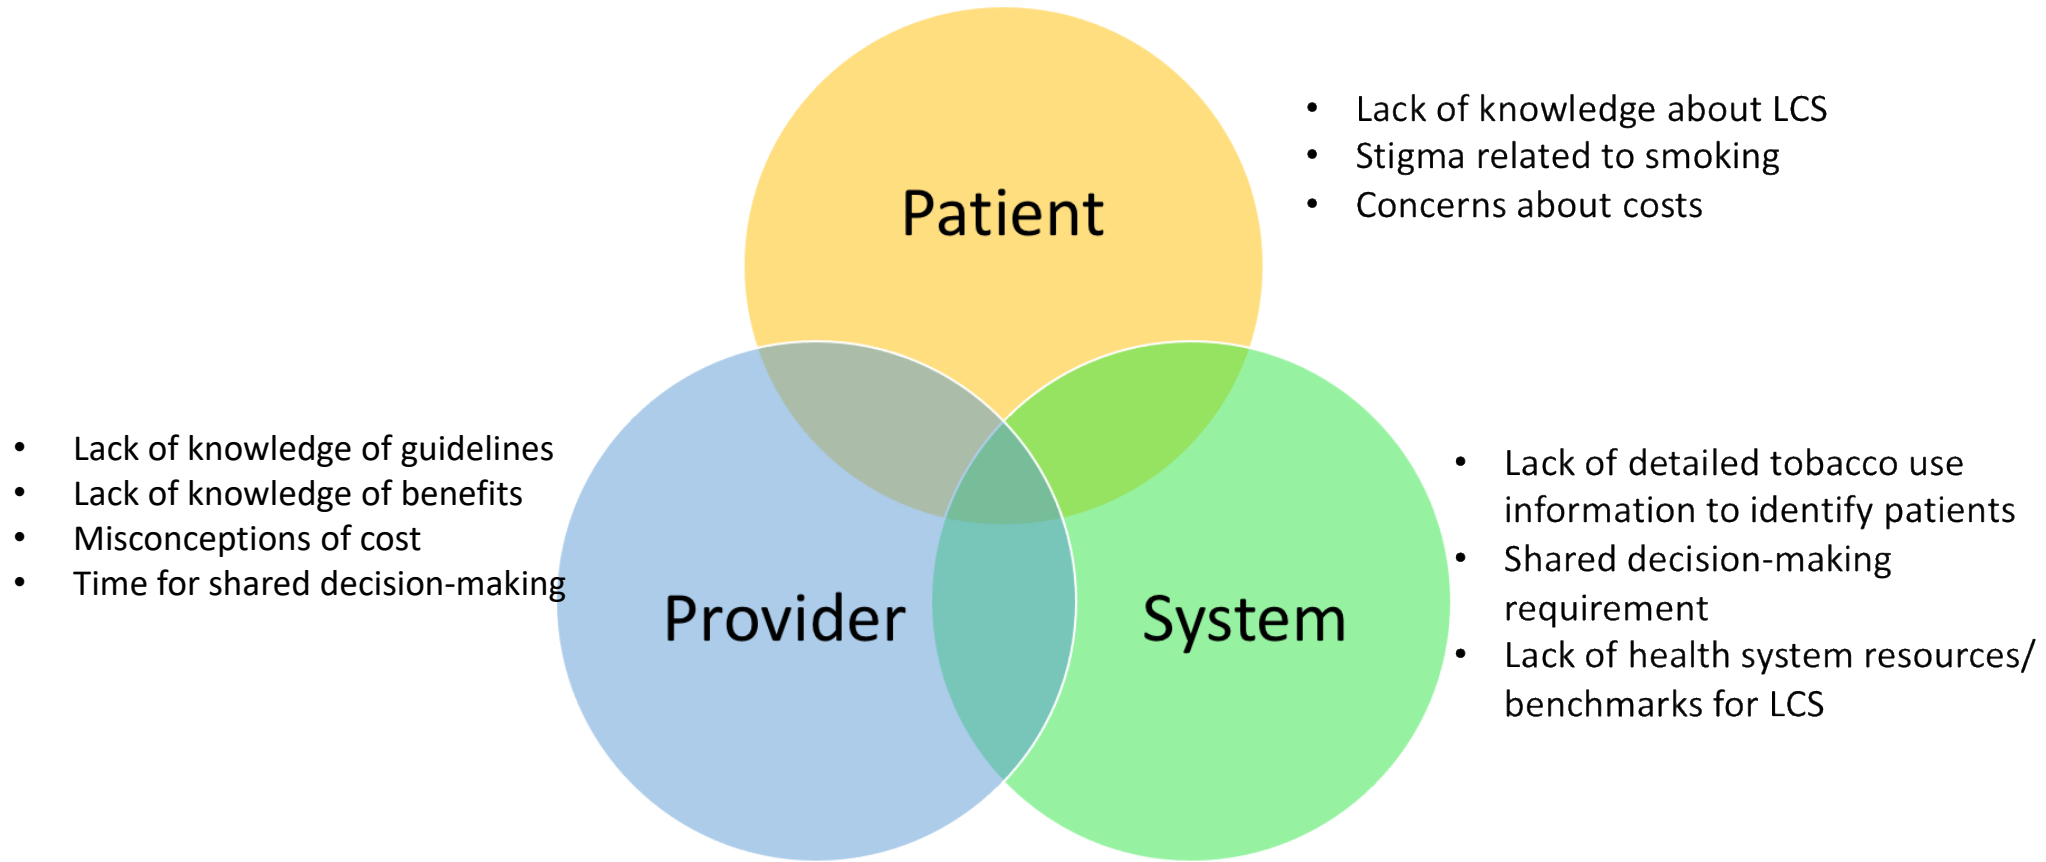 Patient
• Lack of knowledge about LCS
• Stigma related to smoking
• Concerns about costs
• Lack of knowledge of guidelines
• Lack of knowledge of benefits
• Misconceptions of cost
• Time for shared decision-making
Provider
System
• Lack of detailed tobacco use
information to identify patients
• Shared decision-making
requirement
• Lack of health system resources/
benchmarks for LCS